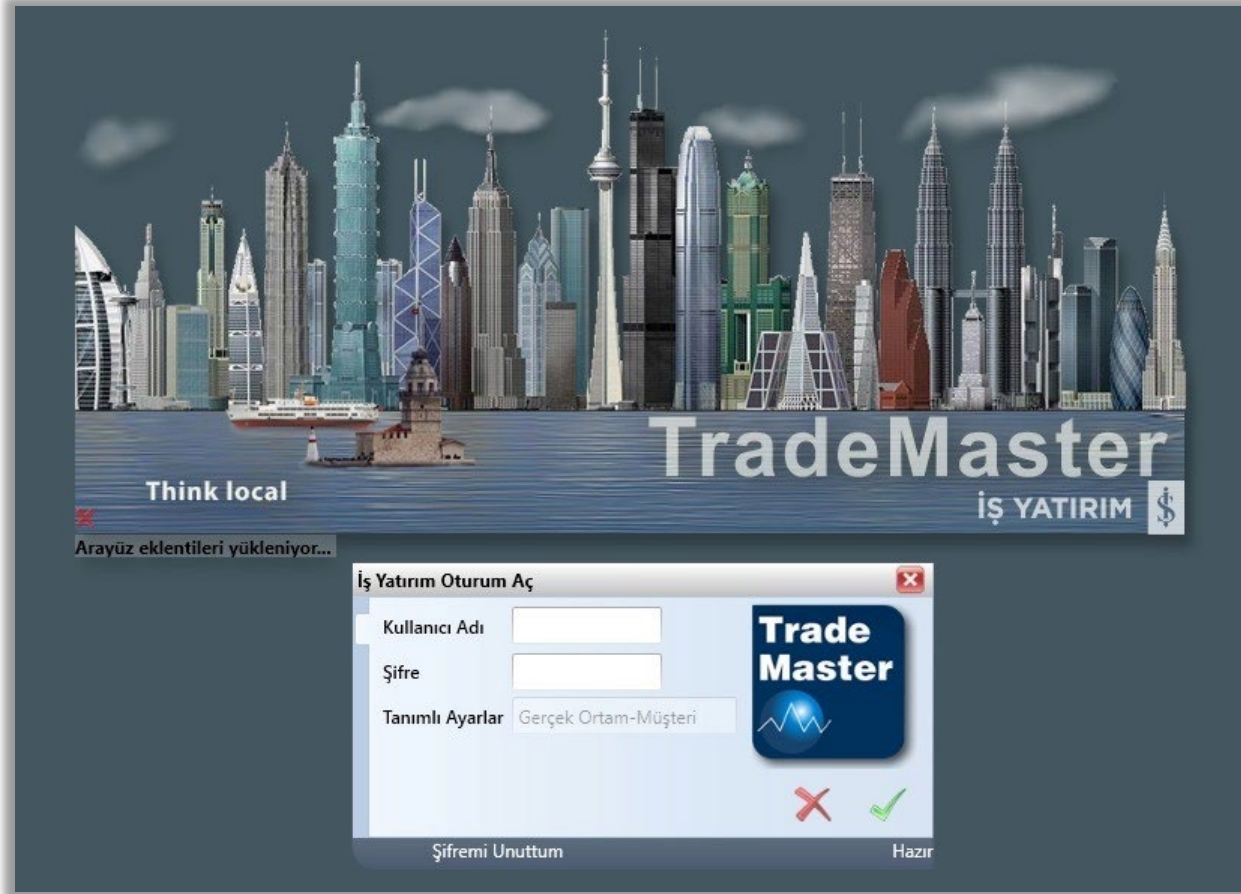 TradeMaster
Think local
İŞ YATIRIM
Arayüz eklentileri yükleniyor...
İş Yatırım Oturum Aç
Kullanıcı Adı
Şifre
Tanımlı Ayarlar Gerçek Ortam-Müşteri
Trade
Master
Şifremi Unuttum
Hazır